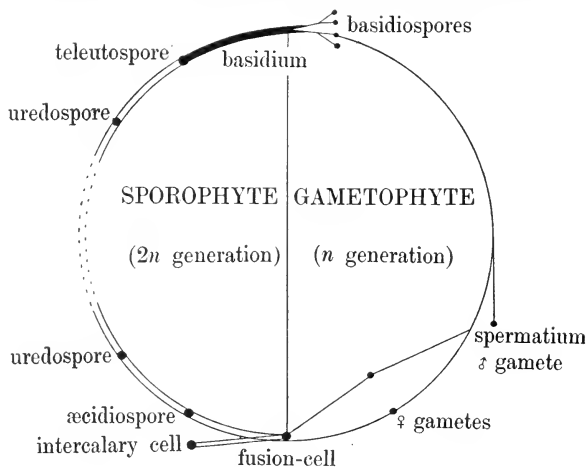 basidiospores
teleutospore
basidium
uredospore
SPOROPHYTE
GAMETOPHYTE
(2n generation)
(n generation)
spermatium
♂ gamete
uredospore
♀ gametes
æcidiospore
intercalary cell
fusion-cell